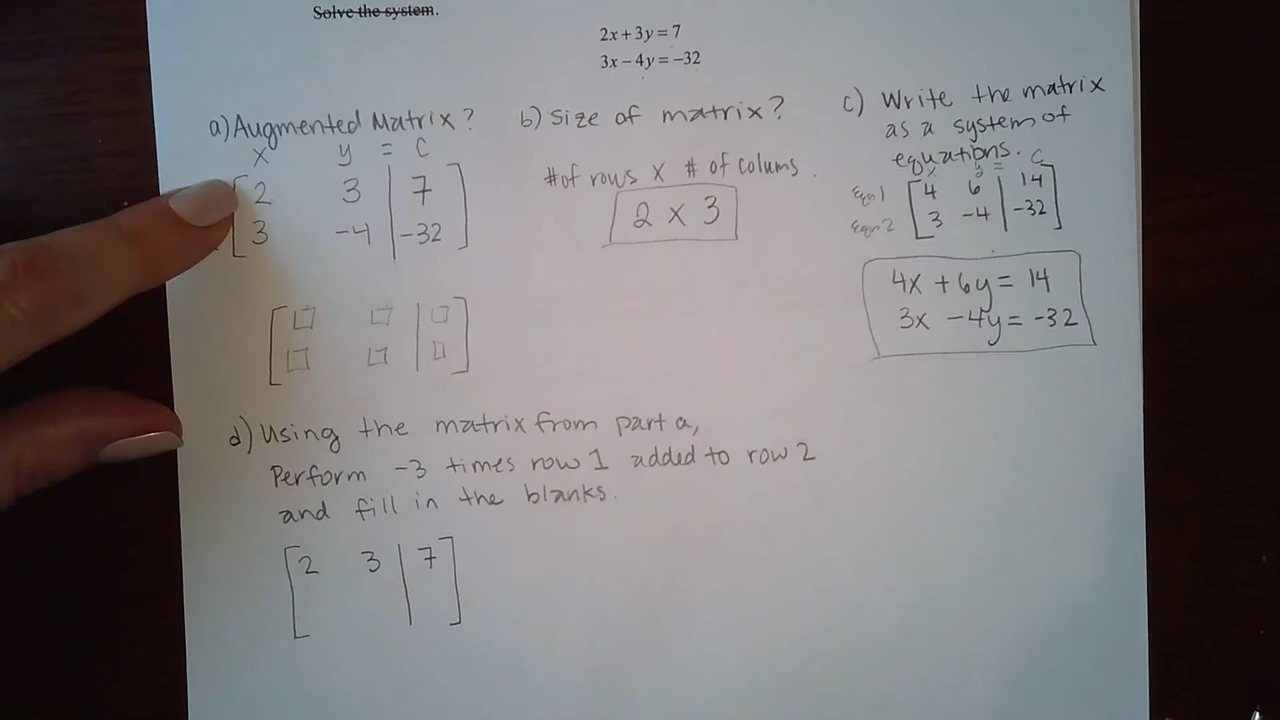 Solve the system.
2x + 3y = 7
3x – 4y = –32
a) Augmented Matrix?
x y = c
2 3 | 7
3 -4 | -32
b) Size of matrix?
# of rows x # of colums.
2 x 3
c) Write the matrix
as a system of
equations.
x y = c
Eqn 1 4 6 | 14
Eqn 2 3 -4 | -32
4x + 6y = 14
3x - 4y = -32
d) Using the matrix from part a,
Perform -3 times row 1 added to row 2
and fill in the blanks.
2 3 | 7